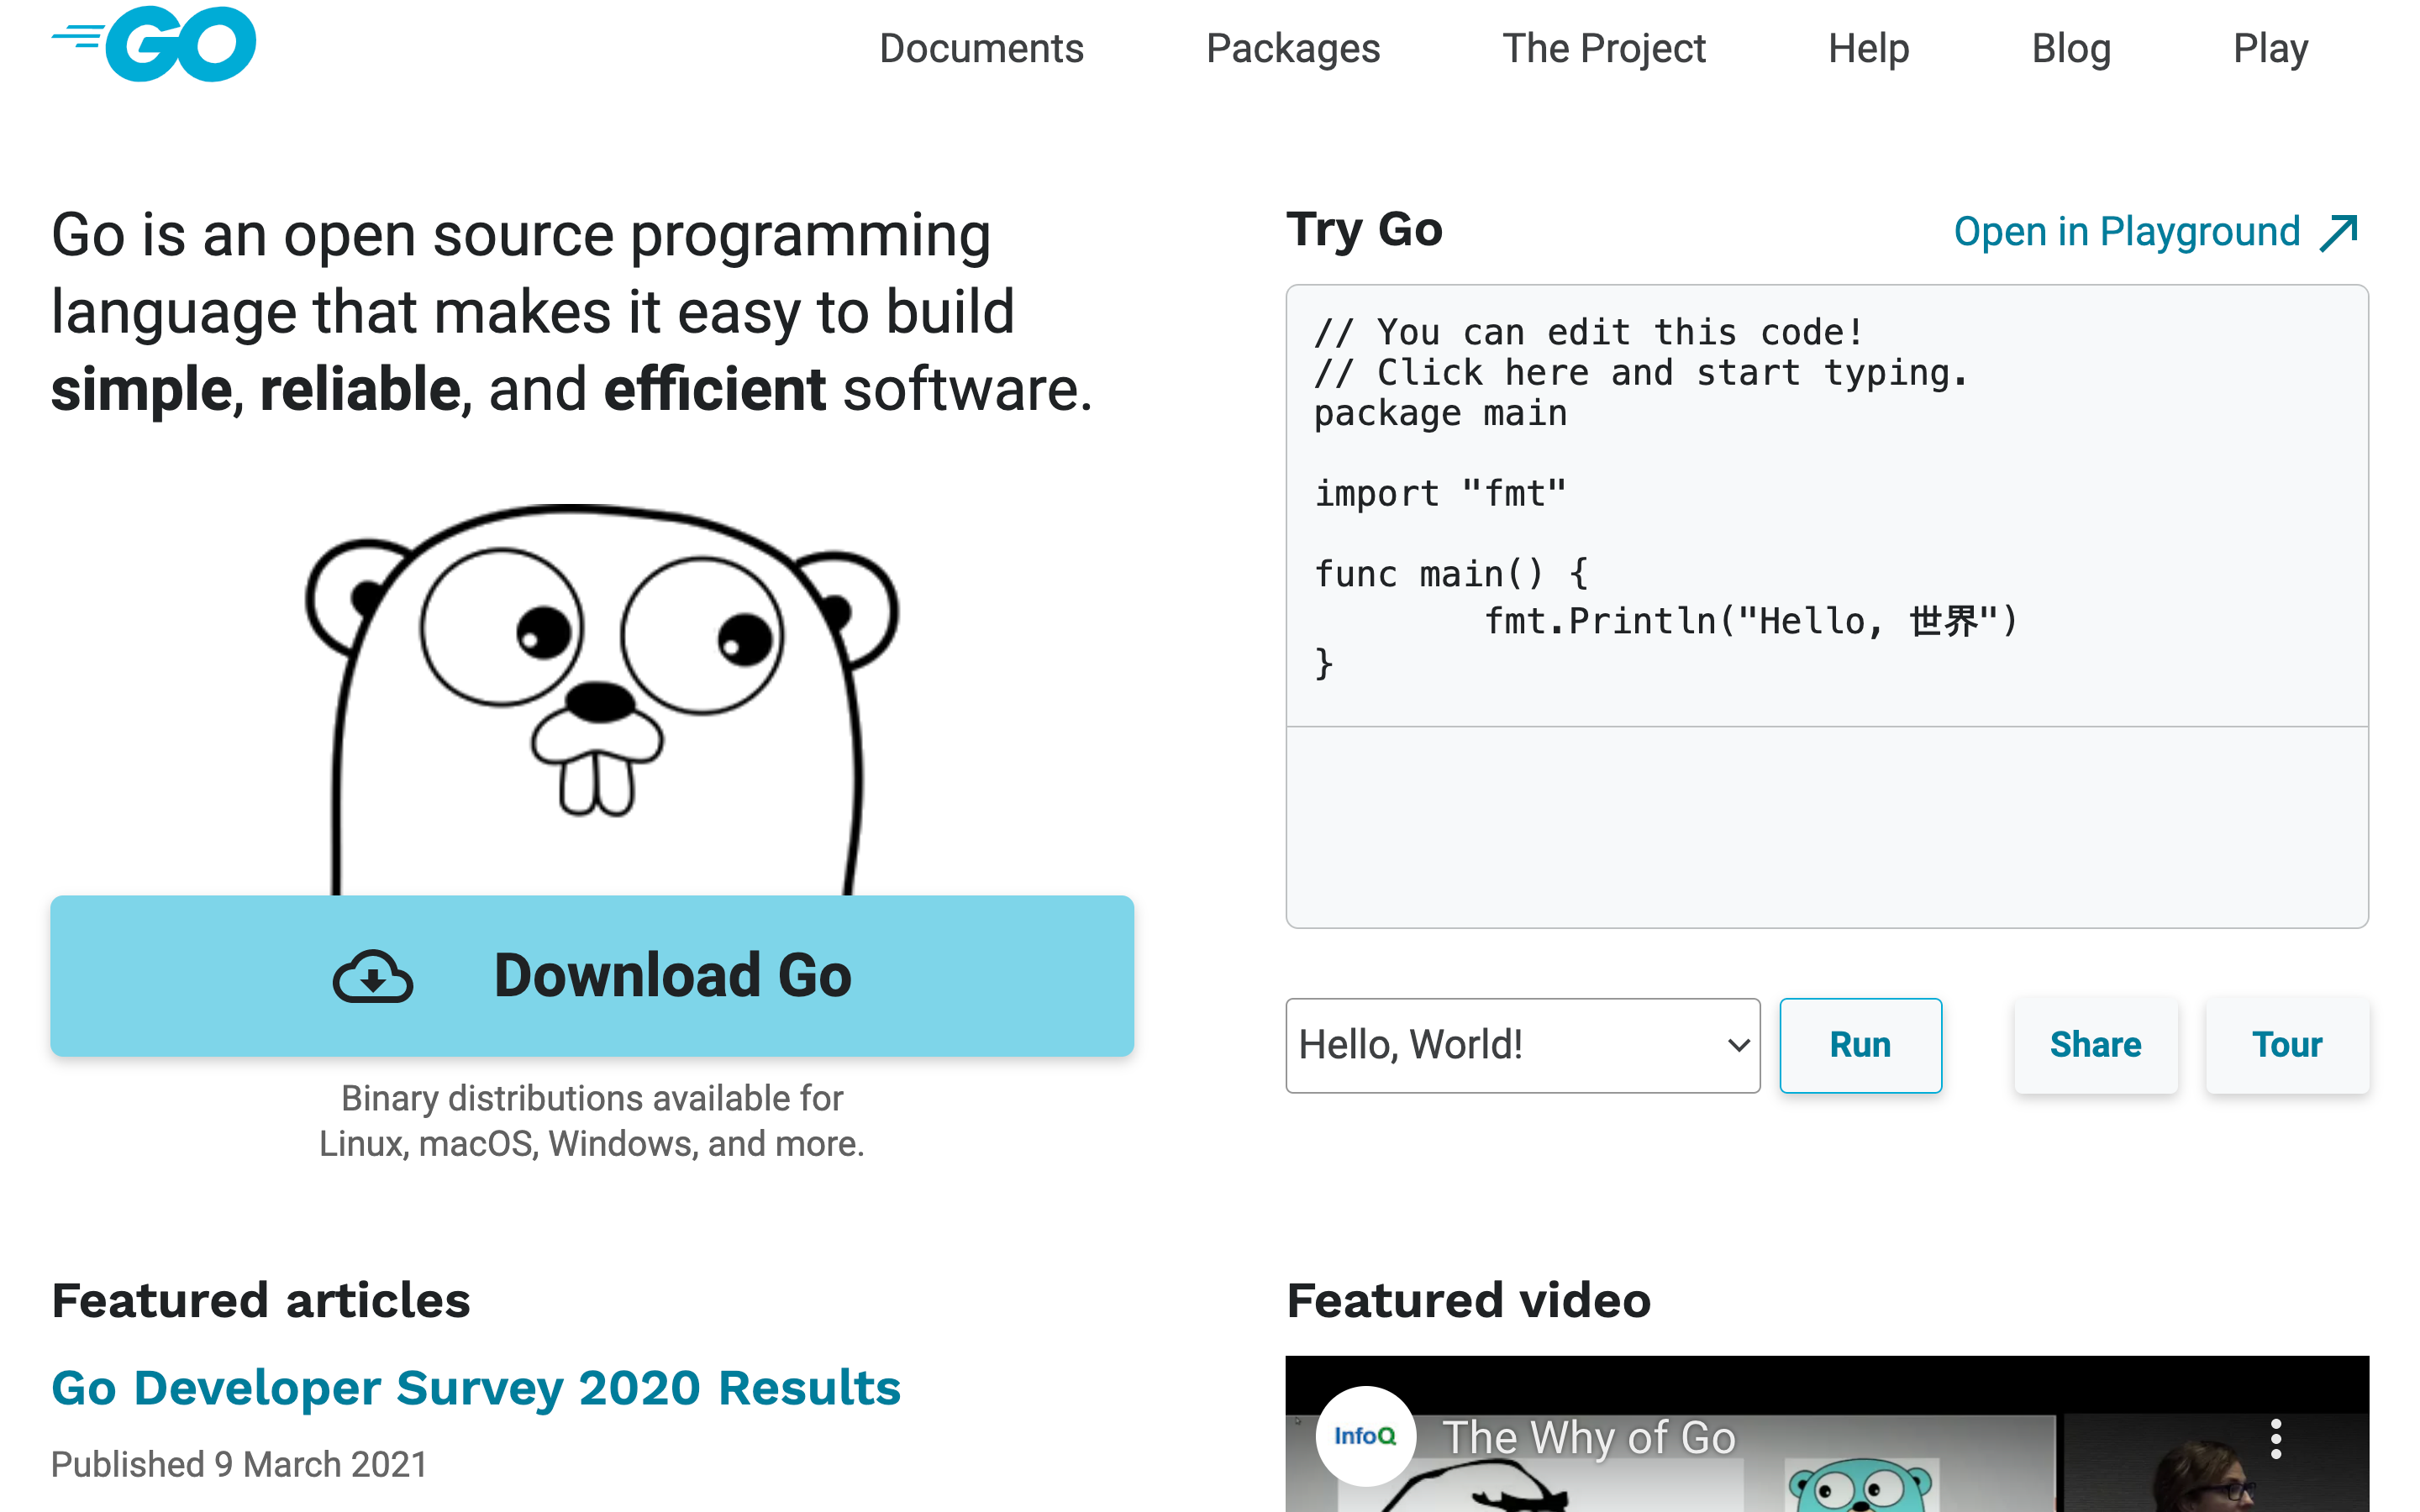 GO
Documents Packages The Project Help Blog Play
Go is an open source programming
language that makes it easy to build
simple, reliable, and efficient software.
Download Go
Binary distributions available for
Linux, macOS, Windows, and more.
Try Go
Open in Playground
// You can edit this code!
// Click here and start typing.
package main
import "fmt"
func main() {
fmt.Println("Hello, 世界")
}
Hello, World!
Run
Share
Tour
Featured articles
Go Developer Survey 2020 Results
Published 9 March 2021
Featured video
InfoQ
The Why of Go